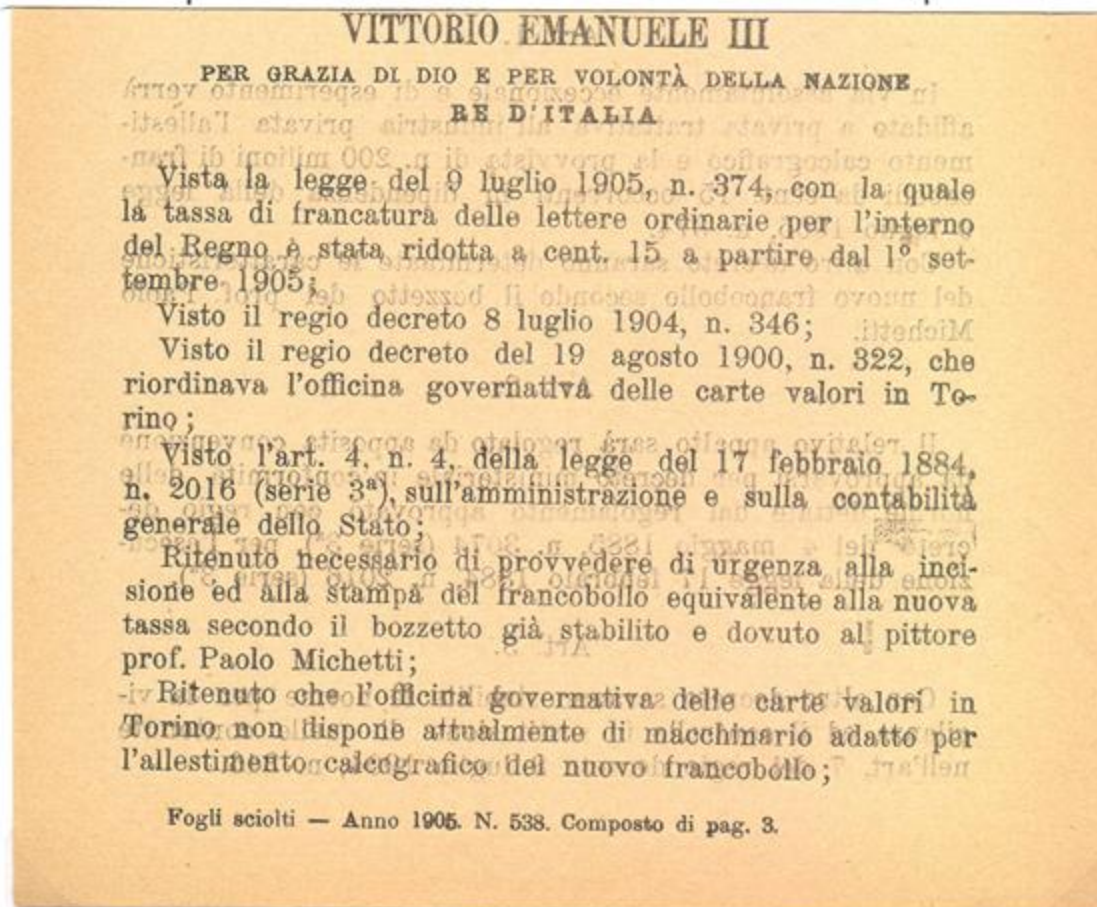 VITTORIO EMANUELE III
PER GRAZIA DI DIO E PER VOLONTÀ DELLA NAZIONE
RE D'ITALIA
Vista la legge del 9 luglio 1905, n. 374, con la quale
la tassa di francatura delle lettere ordinarie per l'interno
del Regno è stata ridotta a cent. 15 a partire dal 1º set-
tembre 1905;
Visto il regio decreto 8 luglio 1904, n. 346;
Visto il regio decreto del 19 agosto 1900, n. 322, che
riordinava l'officina governativa delle carte valori in To-
rino;
Visto l'art. 4, n. 4, della legge del 17 febbraio 1884,
n. 2016 (serie 3ª), sull'amministrazione e sulla contabilità
generale dello Stato;
Ritenuto necessario di provvedere di urgenza alla inci-
sione ed alla stampa del francobollo equivalente alla nuova
tassa secondo il bozzetto già stabilito e dovuto al pittore
prof. Paolo Michetti;
Ritenuto che l'officina governativa delle carte valori in
Torino non dispone attualmente di macchinario adatto per
l'allestimento calcografico del nuovo francobollo;
Fogli sciolti — Anno 1905. N. 538. Composto di pag. 3.